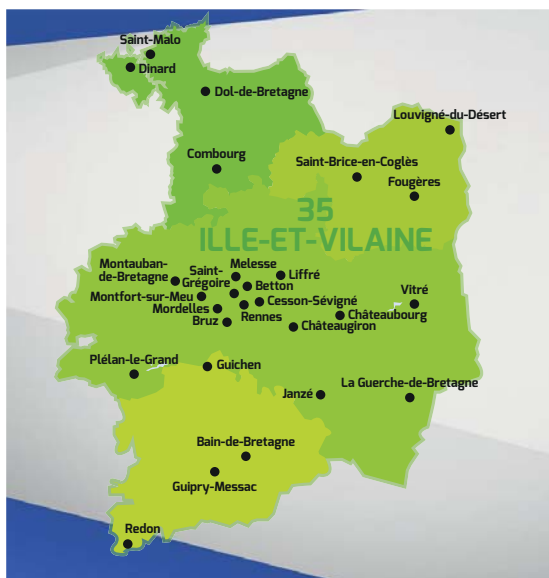 Saint-Malo
Dinard
Dol-de-Bretagne
Louvigné-du-Désert
Combourg
Saint-Brice-en-Coglès
Fougères
35
ILLE-ET-VILAINE
Montauban-
de-Bretagne
Saint-
Grégoire
Melesse
Liffré
Betton
Montfort-sur-Meu
Cesson-Sévigné
Vitré
Mordelles
Rennes
Châteaubourg
Bruz
Châteaugiron
Plélan-le-Grand
Guichen
Janzé
La Guerche-de-Bretagne
Bain-de-Bretagne
Guipry-Messac
Redon